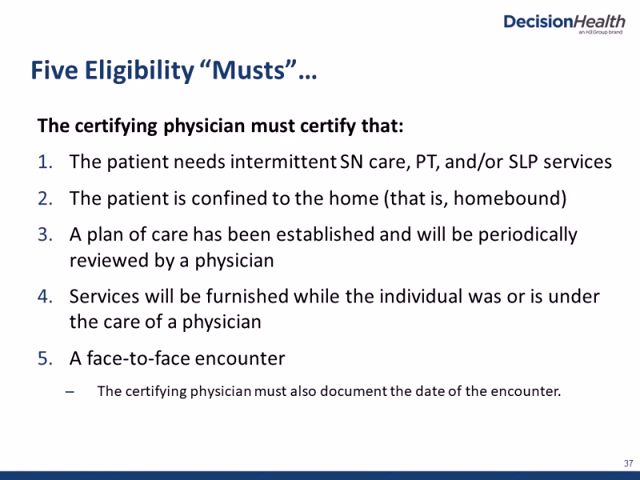 DecisionHealth
an H3.Group brand
Five Eligibility “Musts”…
The certifying physician must certify that:
1. The patient needs intermittent SN care, PT, and/or SLP services
2. The patient is confined to the home (that is, homebound)
3. A plan of care has been established and will be periodically
reviewed by a physician
4. Services will be furnished while the individual was or is under
the care of a physician
5. A face-to-face encounter
– The certifying physician must also document the date of the encounter.
37